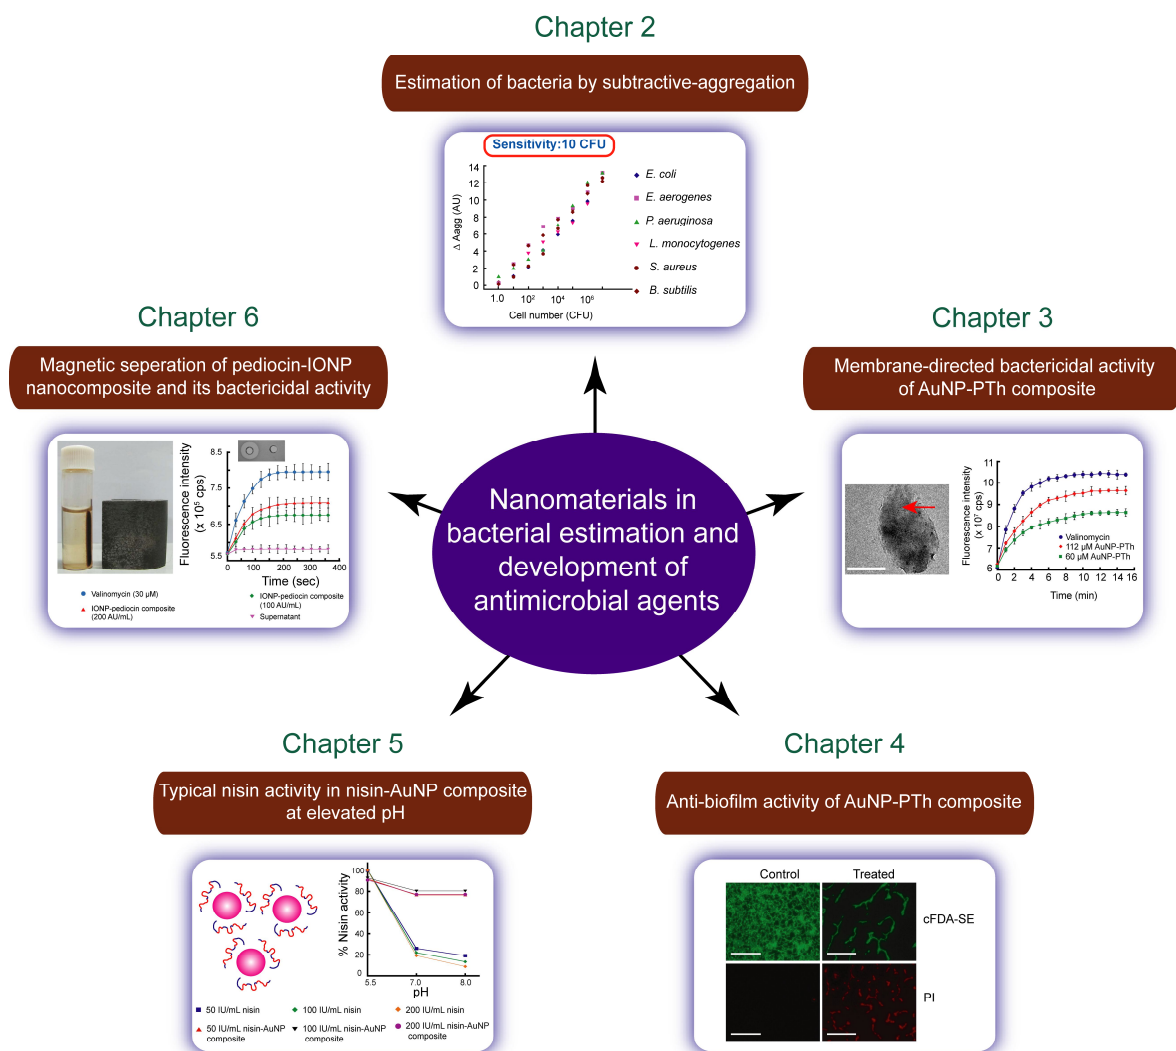 Chapter 2
Estimation of bacteria by subtractive-aggregation
Sensitivity:10 CFU
14
12
10
8
6
4
2
0
Δ Aagg (AU)
1.0
10²
10⁴
10⁶
Cell number (CFU)
E. coli
E. aerogenes
P. aeruginosa
L. monocytogenes
S. aureus
B. subtilis
Chapter 6
Magnetic seperation of pediocin-IONP
nanocomposite and its bactericidal activity
Fluorescence intensity
(x 10⁵ cps)
8.5
7.5
6.5
5.5
0
100
200
300
400
Time (sec)
Valinomycin (30 µM)
IONP-pediocin composite
(200 AU/mL)
IONP-pediocin composite
(100 AU/mL)
Supernatant
Chapter 3
Membrane-directed bactericidal activity
of AuNP-PTh composite
Fluorescence intensity
(x 10⁷ cps)
11
10
9
8
7
6
0
2
4
6
8
10
12
14
16
Time (min)
Valinomycin
112 µM AuNP-PTh
60 µM AuNP-PTh
Nanomaterials in
bacterial estimation and
development of
antimicrobial agents
Chapter 5
Typical nisin activity in nisin-AuNP composite
at elevated pH
% Nisin activity
100
80
60
40
20
0
5.5
7.0
8.0
pH
50 IU/mL nisin
100 IU/mL nisin
200 IU/mL nisin
50 IU/mL nisin-AuNP
composite
100 IU/mL nisin-AuNP
composite
200 IU/mL nisin-AuNP
composite
Chapter 4
Anti-biofilm activity of AuNP-PTh composite
Control
Treated
cFDA-SE
PI